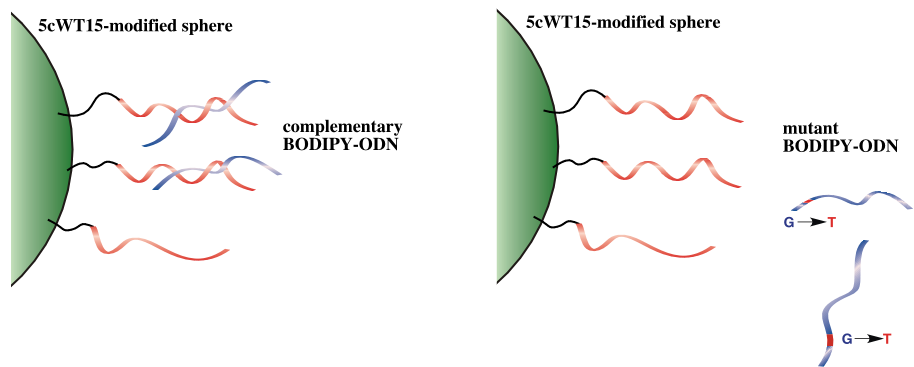 5cWT15-modified sphere
complementary
BODIPY-ODN
5cWT15-modified sphere
mutant
BODIPY-ODN
G T
G T